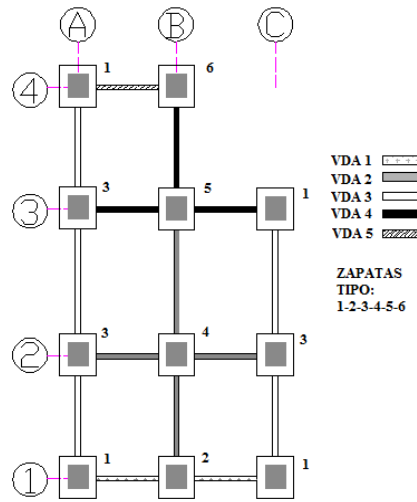 A B C
4 1 6
VDA 1
VDA 2
3 3 5 1
VDA 3
VDA 4
VDA 5
ZAPATAS
TIPO:
1-2-3-4-5-6
2 3 4 3
1 1 2 1